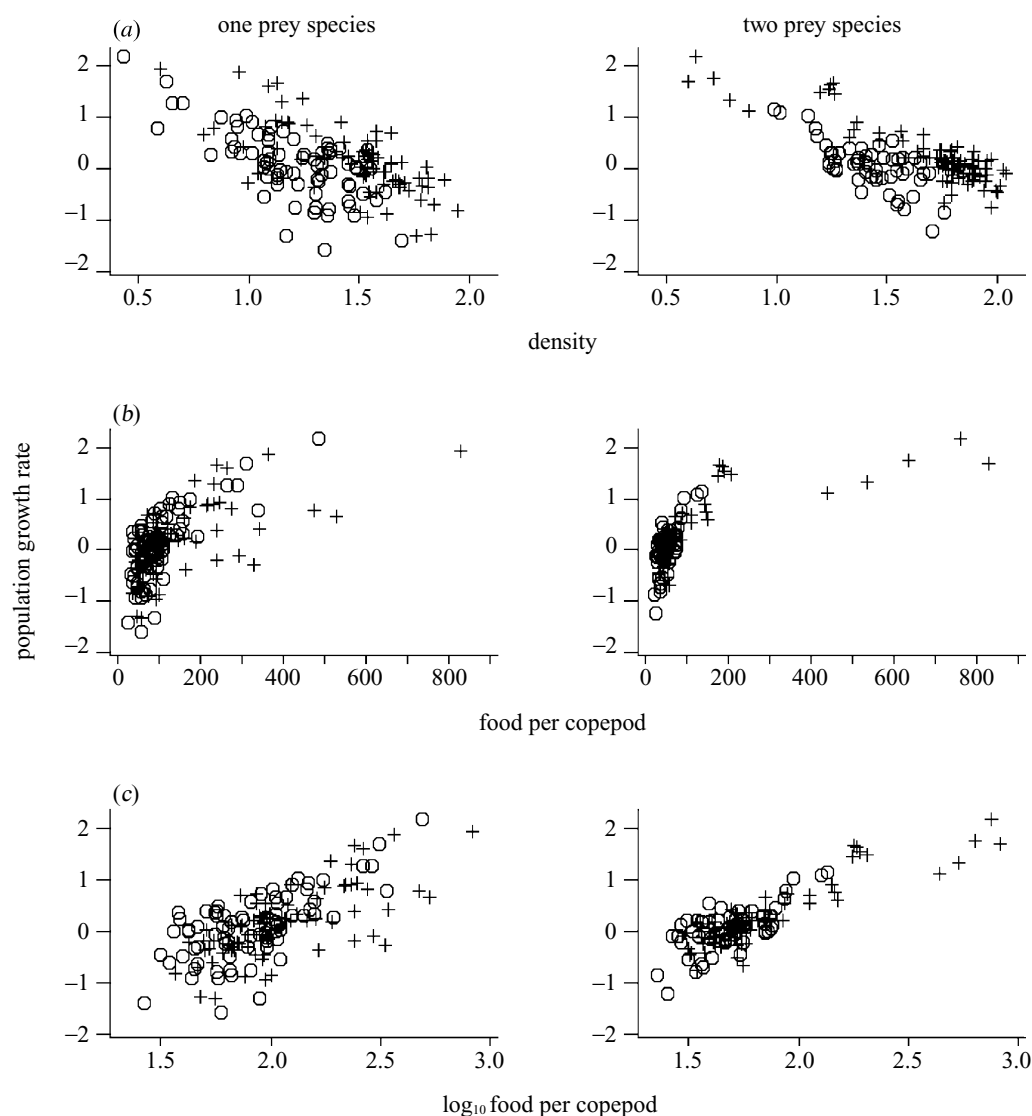 (a) one prey species two prey species
2 2
1 1
0 0
−1 −1
−2 −2
0.5 1.0 1.5 2.0 0.5 1.0 1.5 2.0
density
(b)
2 2
1 1
0 0
−1 −1
−2 −2
0 200 400 600 800 0 200 400 600 800
population growth rate
food per copepod
(c)
2 2
1 1
0 0
−1 −1
−2 −2
1.5 2.0 2.5 3.0 1.5 2.0 2.5 3.0
log₁₀ food per copepod